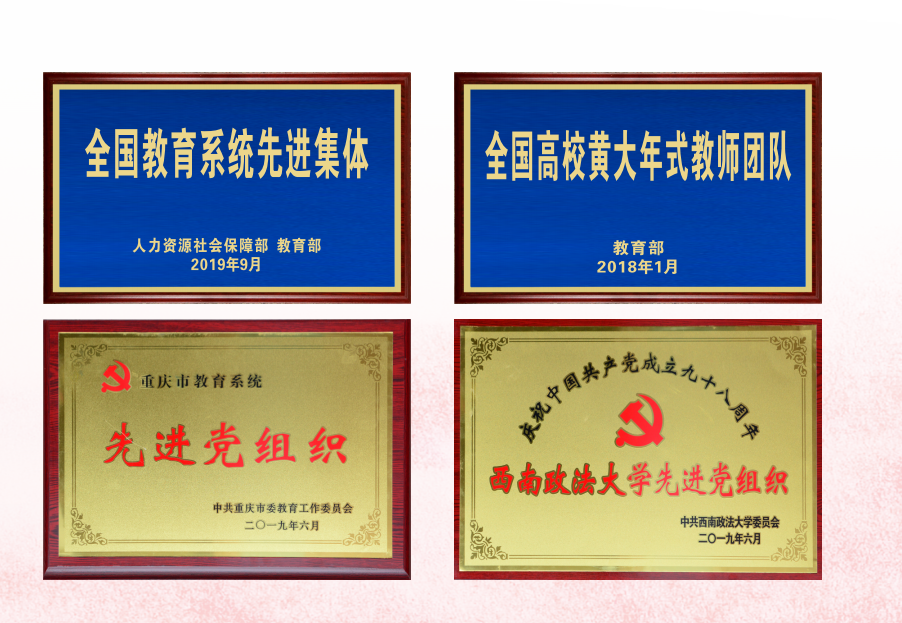 全国教育系统先进集体
人力资源社会保障部 教育部
2019年9月
全国高校黄大年式教师团队
教育部
2018年1月
重庆市教育系统
先进党组织
中共重庆市委教育工作委员会
二〇一九年六月
庆祝中国共产党成立九十八周年
西南政法大学先进党组织
中共西南政法大学委员会
二〇一九年六月